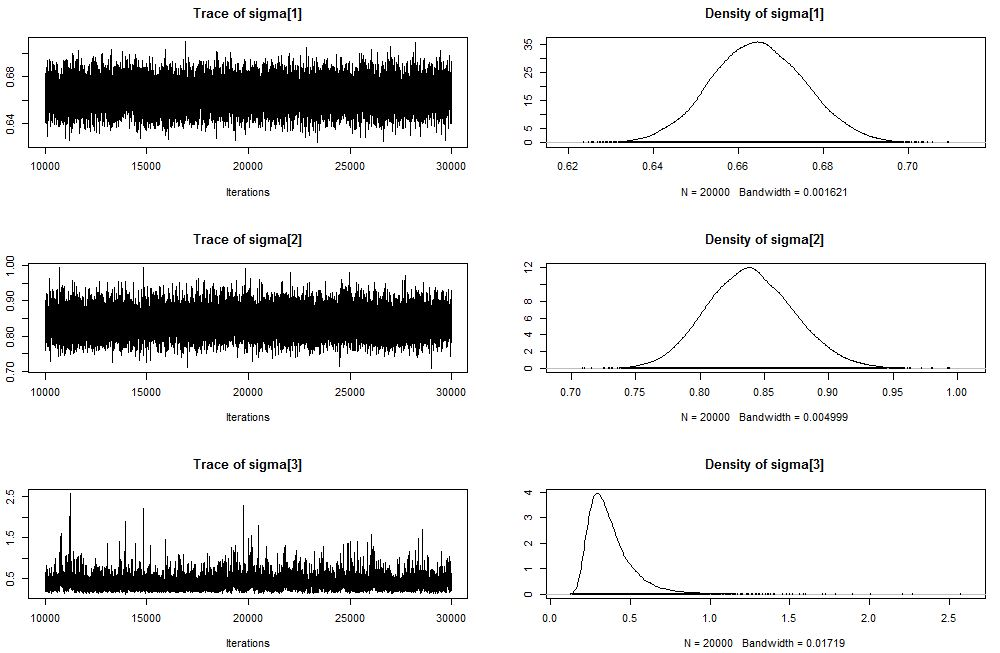 Trace of sigma[1]
0.64 0.68
10000 15000 20000 25000 30000
Iterations
Density of sigma[1]
0 5 15 25 35
0.62 0.64 0.66 0.68 0.70
N = 20000 Bandwidth = 0.001621
Trace of sigma[2]
0.70 0.80 0.90 1.00
10000 15000 20000 25000 30000
Iterations
Density of sigma[2]
0 2 4 6 8 12
0.70 0.75 0.80 0.85 0.90 0.95 1.00
N = 20000 Bandwidth = 0.004999
Trace of sigma[3]
0.5 1.5 2.5
10000 15000 20000 25000 30000
Iterations
Density of sigma[3]
0 1 2 3 4
0.0 0.5 1.0 1.5 2.0 2.5
N = 20000 Bandwidth = 0.01719